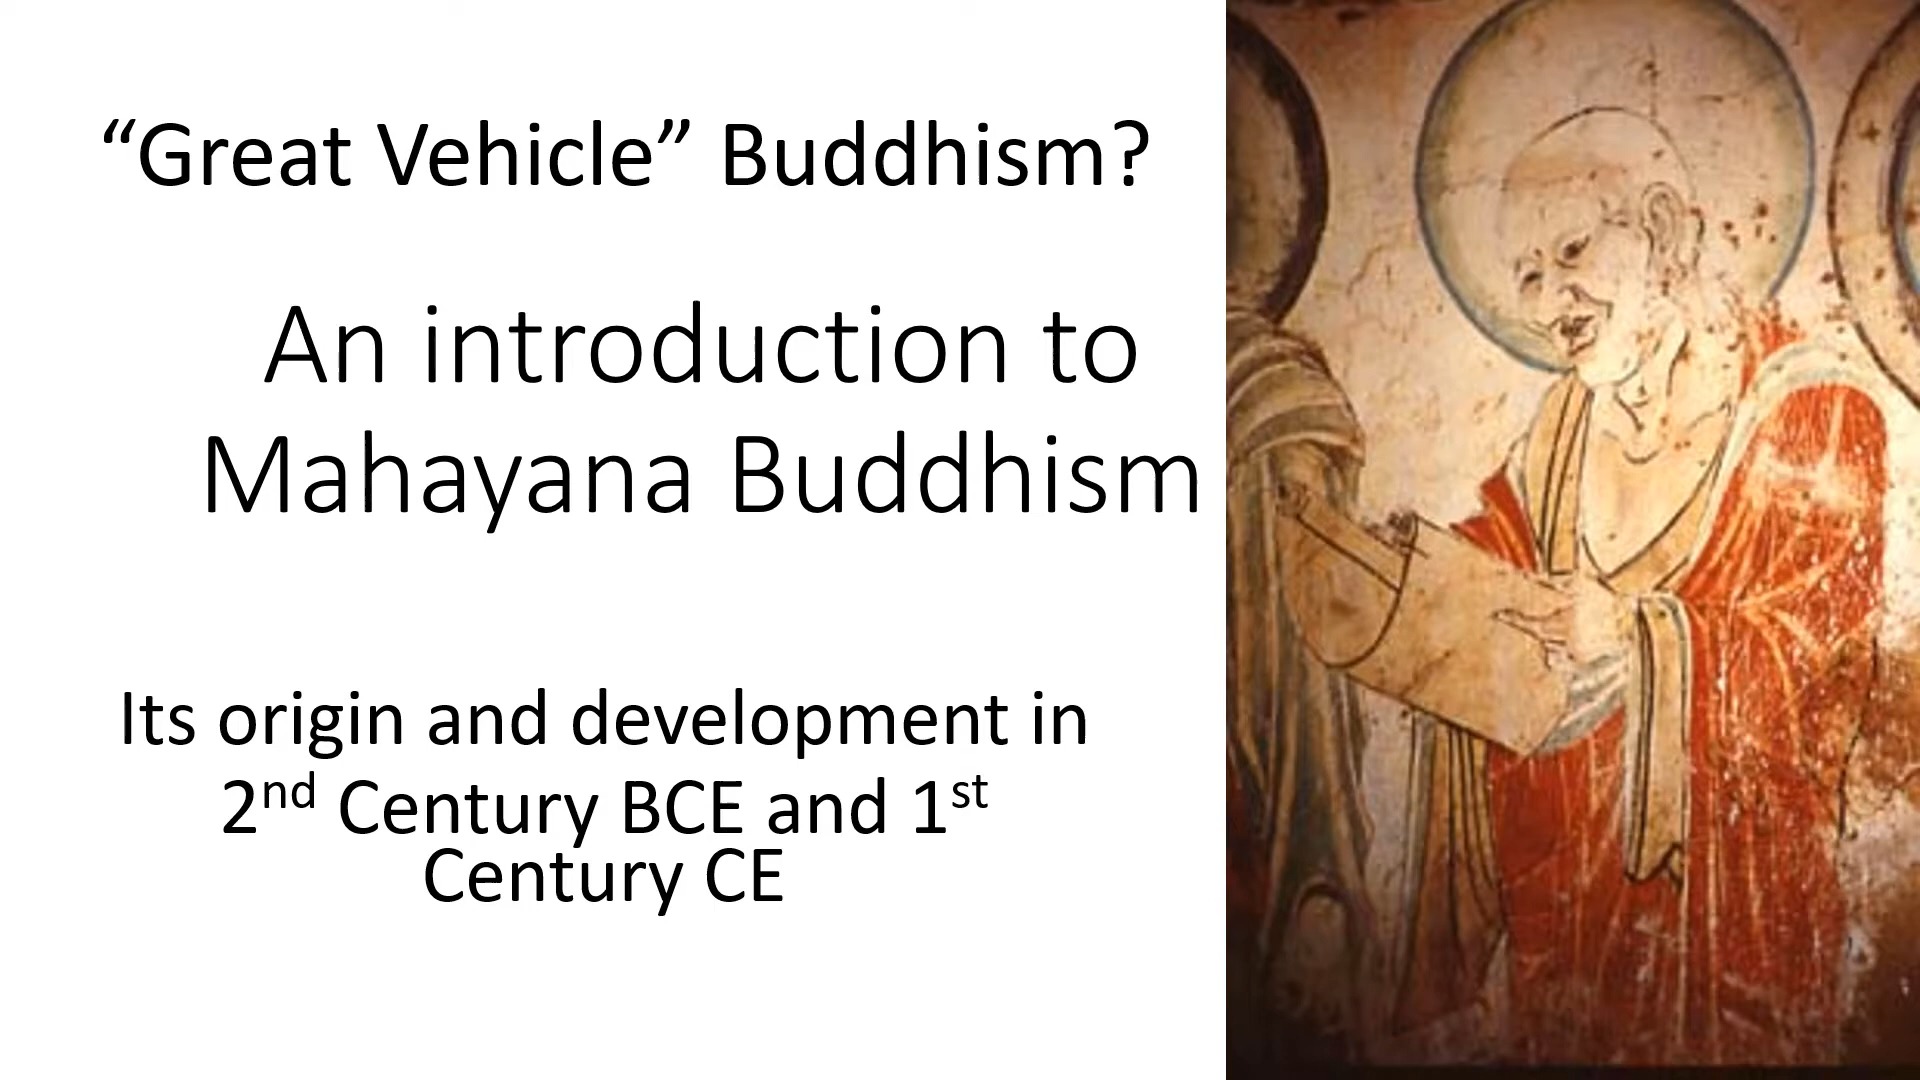 “Great Vehicle” Buddhism?
An introduction to
Mahayana Buddhism
Its origin and development in
2nd Century BCE and 1st
Century CE